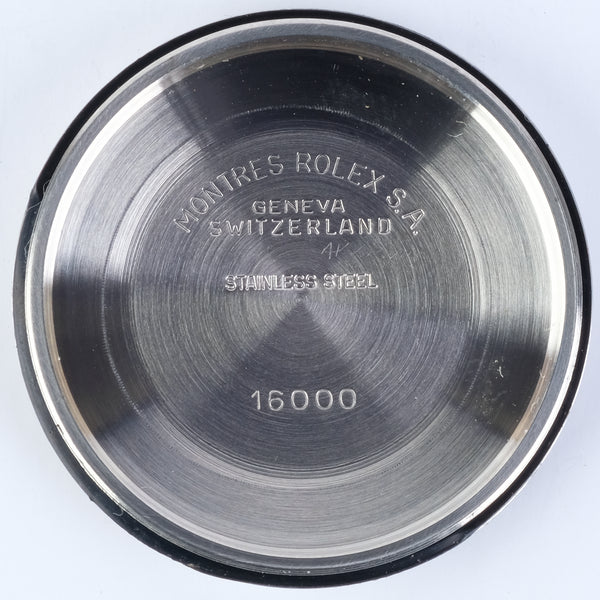 MONTRES ROLEX S.A.
GENEVA
SWITZERLAND
STAINLESS STEEL
16000